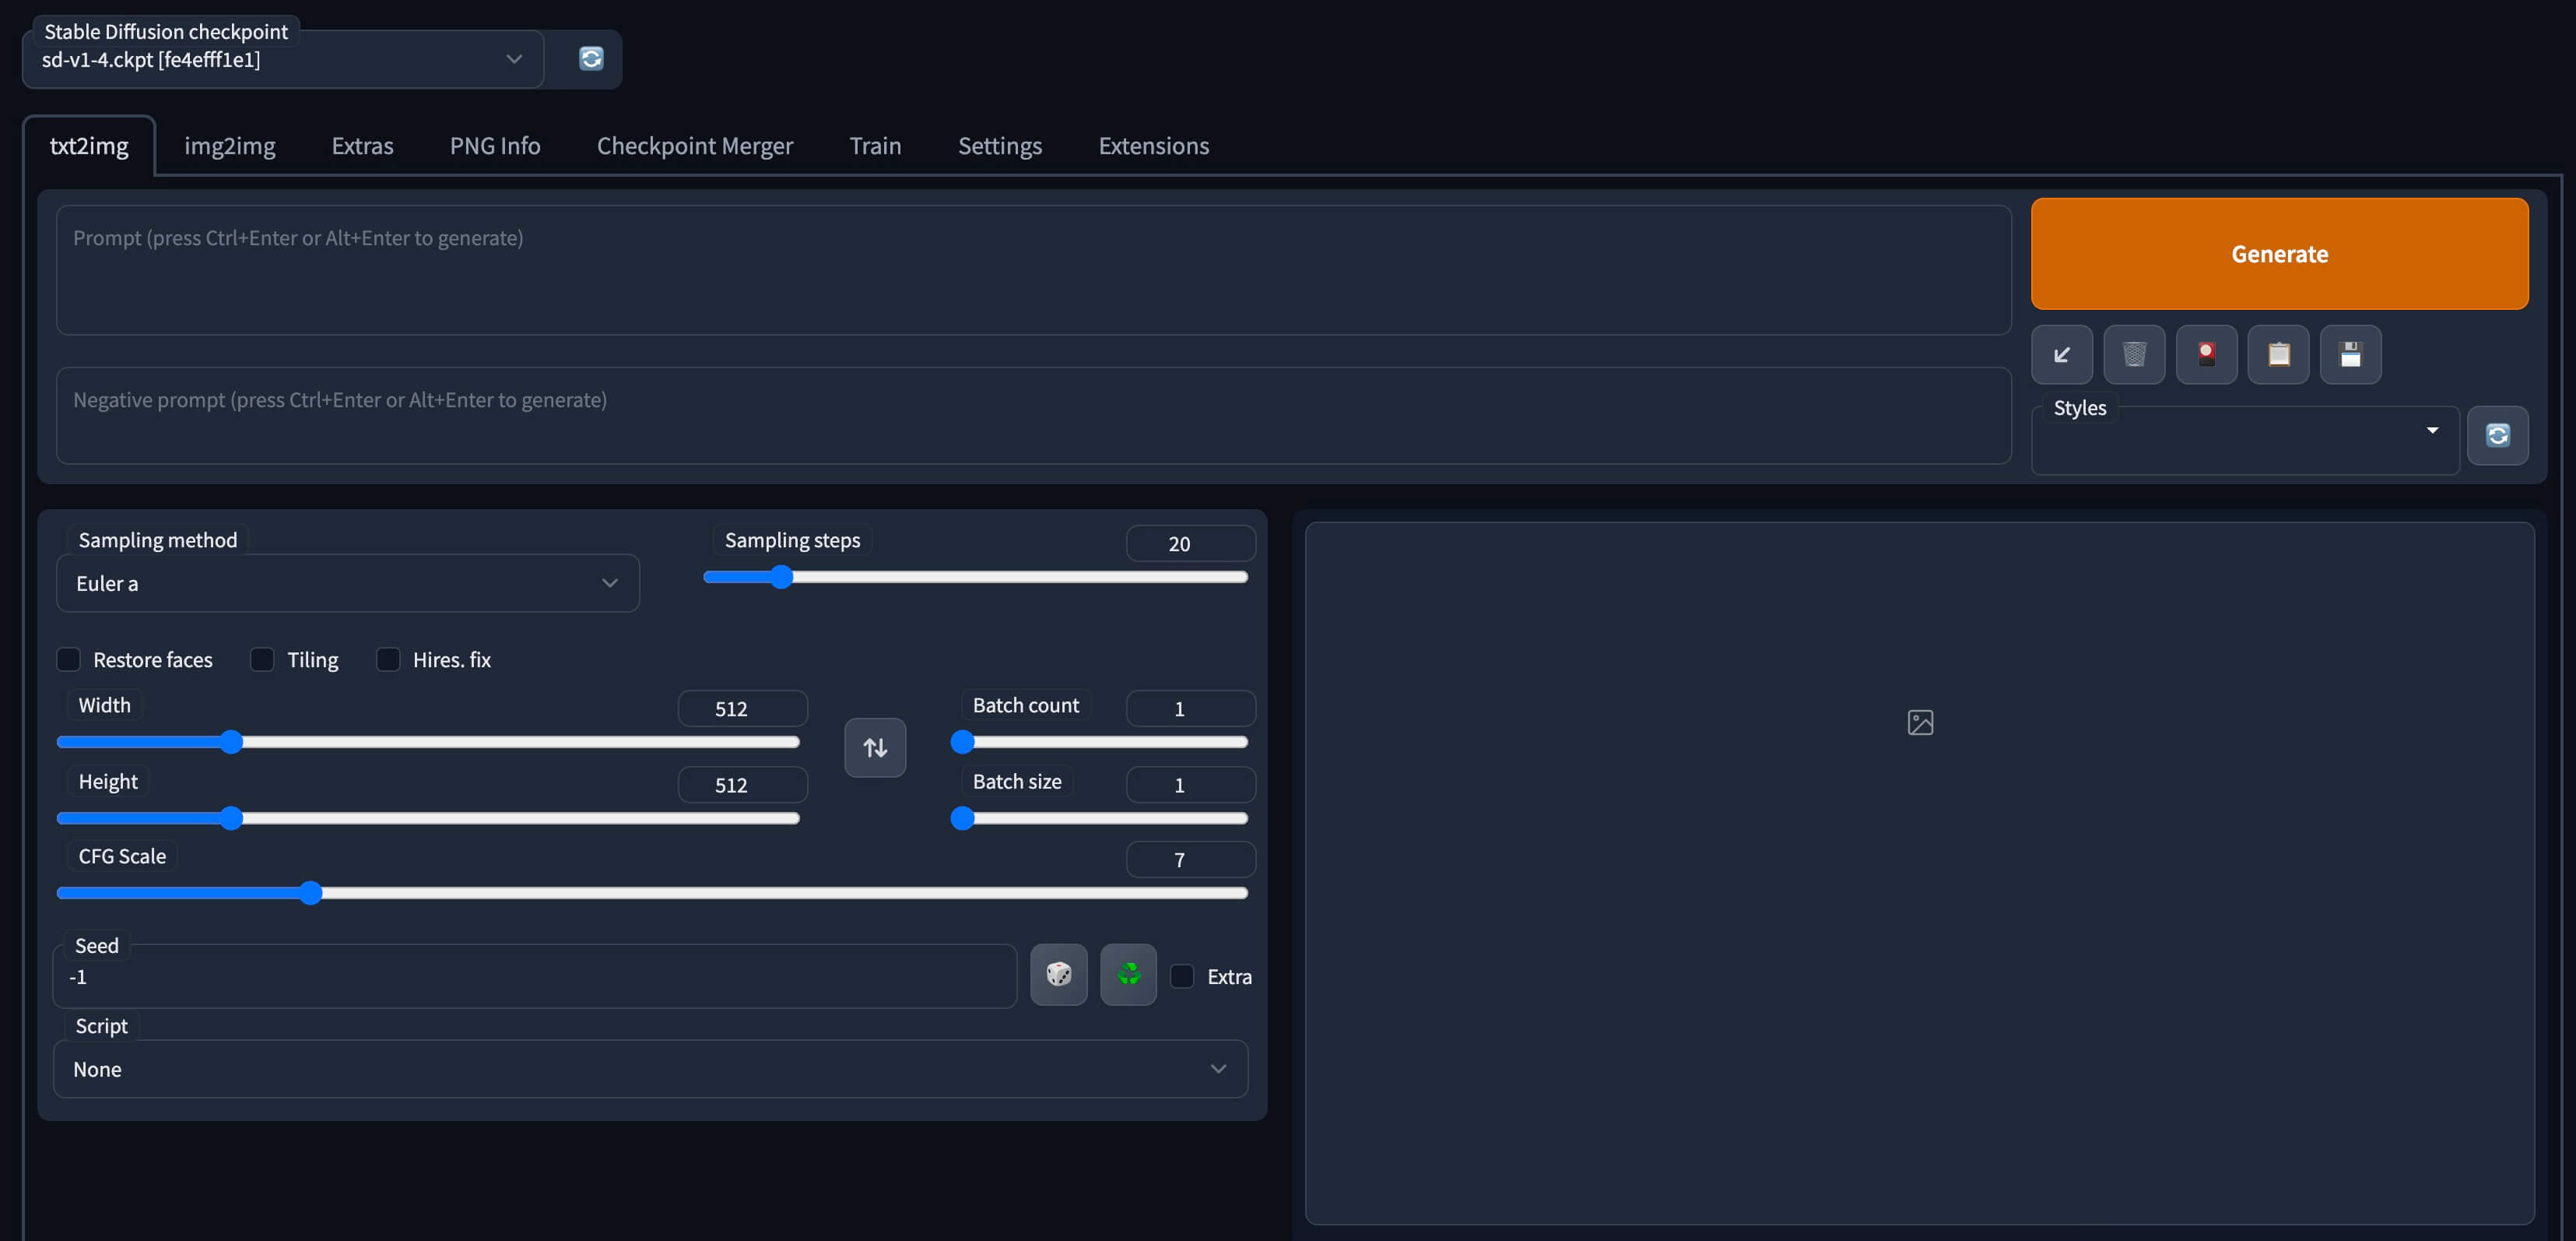 Stable Diffusion checkpoint
sd-v1-4.ckpt [fe4efff1e1]
txt2img img2img Extras PNG Info Checkpoint Merger Train Settings Extensions
Prompt (press Ctrl+Enter or Alt+Enter to generate)
Generate
Negative prompt (press Ctrl+Enter or Alt+Enter to generate)
Styles
Sampling method
Euler a
Sampling steps 20
Restore faces Tiling Hires. fix
Width 512
Batch count 1
Height 512
Batch size 1
CFG Scale 7
Seed
-1
Extra
Script
None